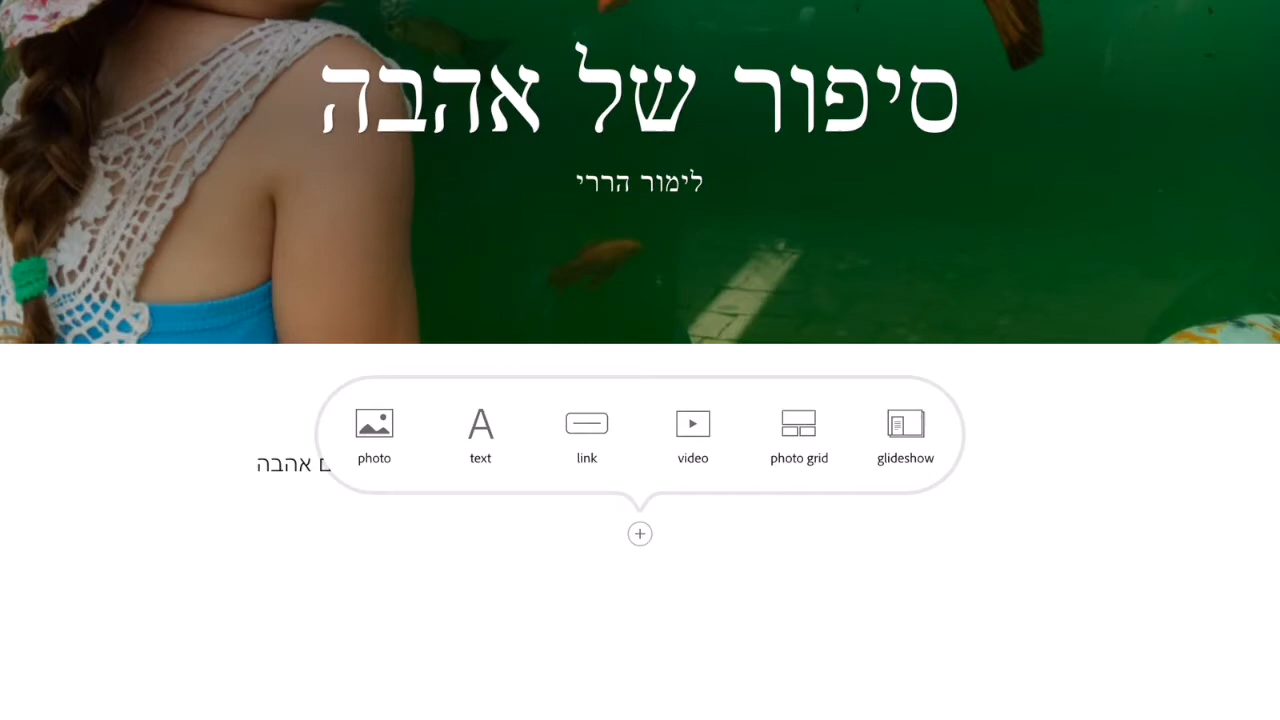 סיפור של אהבה
לימור הררי
photo
text
link
video
photo grid
glideshow
אהבה